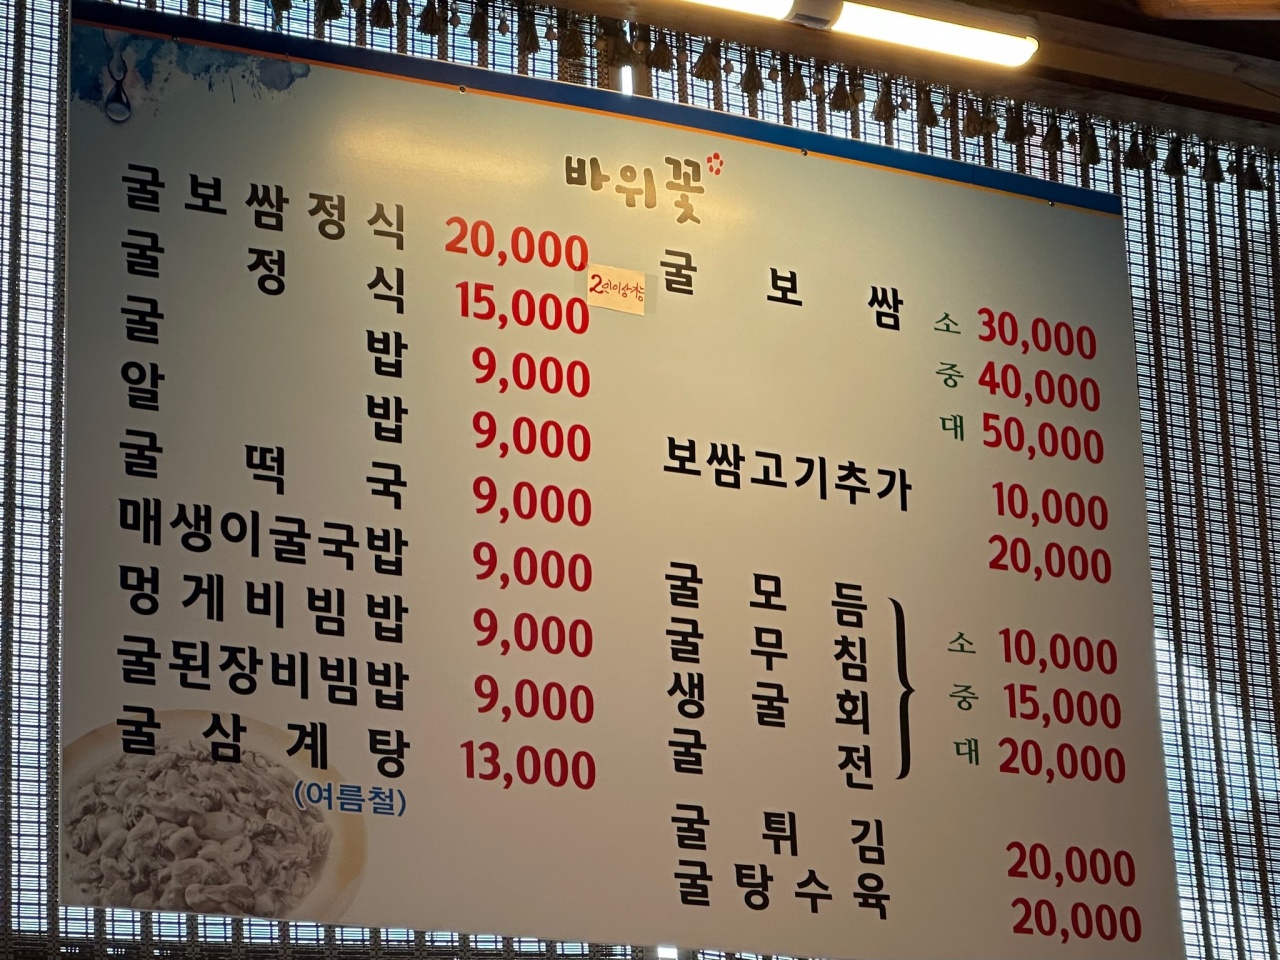 바위꽃
굴보쌈정식 20,000
굴정식 15,000
2인이상가능
굴밥 9,000
알밥 9,000
굴떡국 9,000
매생이굴국밥 9,000
멍게비빔밥 9,000
굴된장비빔밥 9,000
굴삼계탕 13,000
(여름철)
굴보쌈 소 30,000
중 40,000
대 50,000
보쌈고기추가 10,000
20,000
굴모듬
굴무침 소 10,000
생굴회 중 15,000
굴전 대 20,000
굴튀김 20,000
굴탕수육 20,000